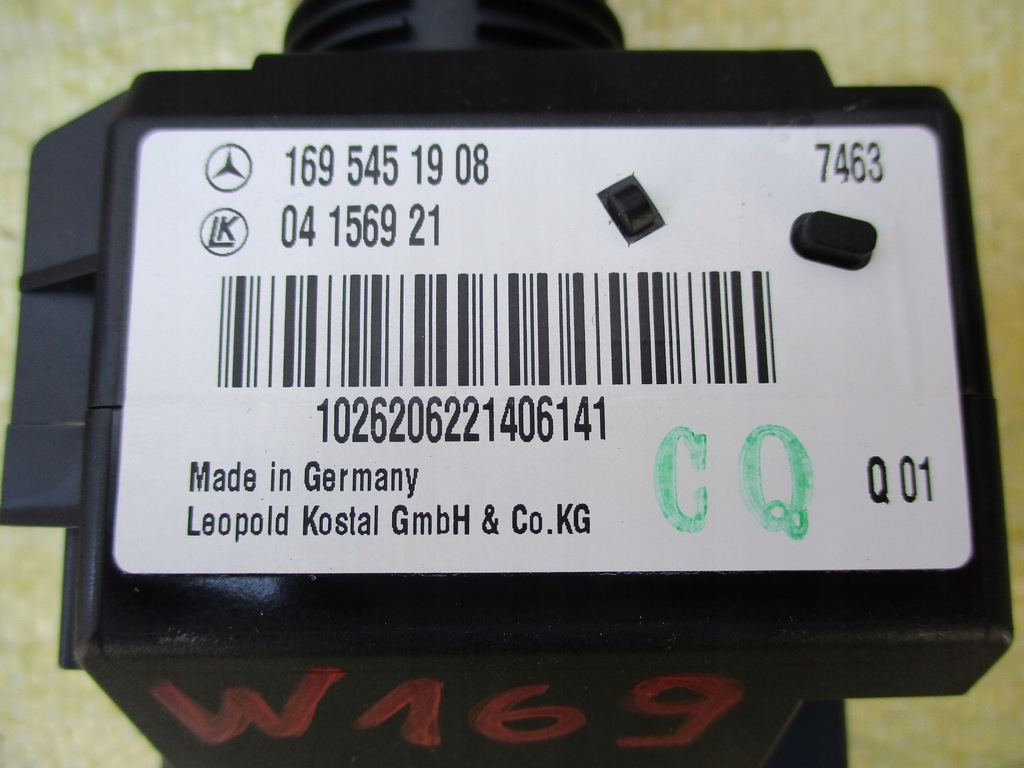 169 545 19 08 7463
LK 04 1569 21
1026206221406141
Made in Germany
Leopold Kostal GmbH & Co.KG
CQ
Q 01
W169